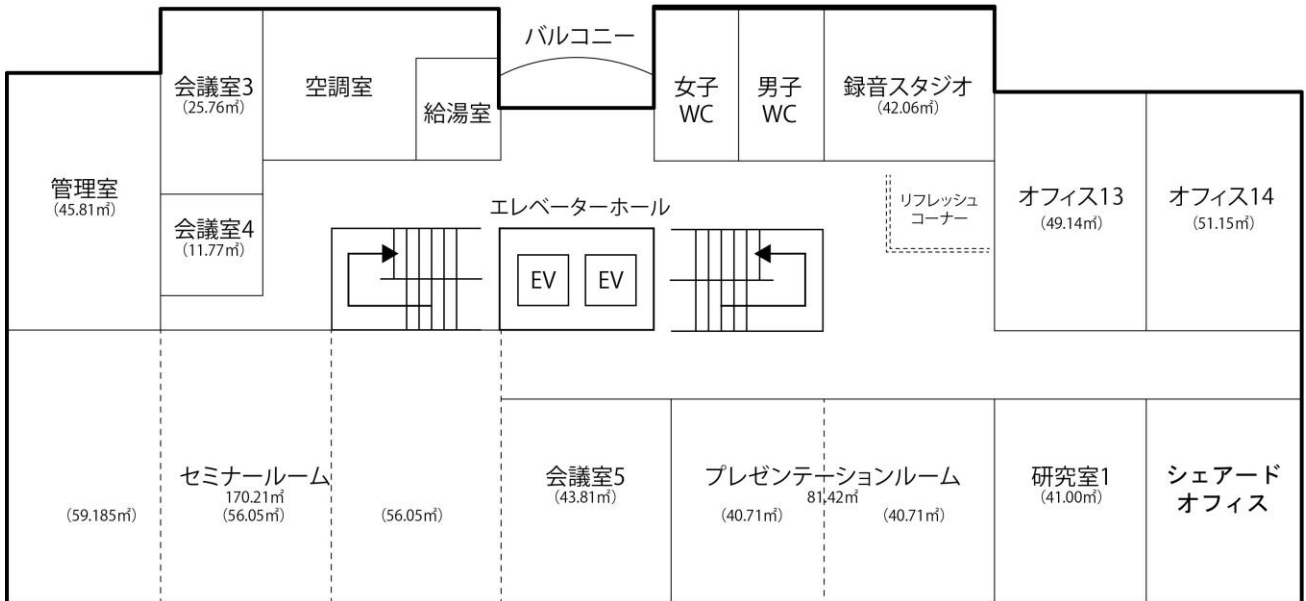 バルコニー
会議室3
(25.76㎡)
空調室
給湯室
女子
WC
男子
WC
録音スタジオ
(42.06㎡)
管理室
(45.81㎡)
会議室4
(11.77㎡)
エレベーターホール
EV
EV
リフレッシュ
コーナー
オフィス13
(49.14㎡)
オフィス14
(51.15㎡)
セミナールーム
170.21㎡
(59.185㎡)
(56.05㎡)
(56.05㎡)
会議室5
(43.81㎡)
プレゼンテーションルーム
81.42㎡
(40.71㎡)
(40.71㎡)
研究室1
(41.00㎡)
シェアード
オフィス